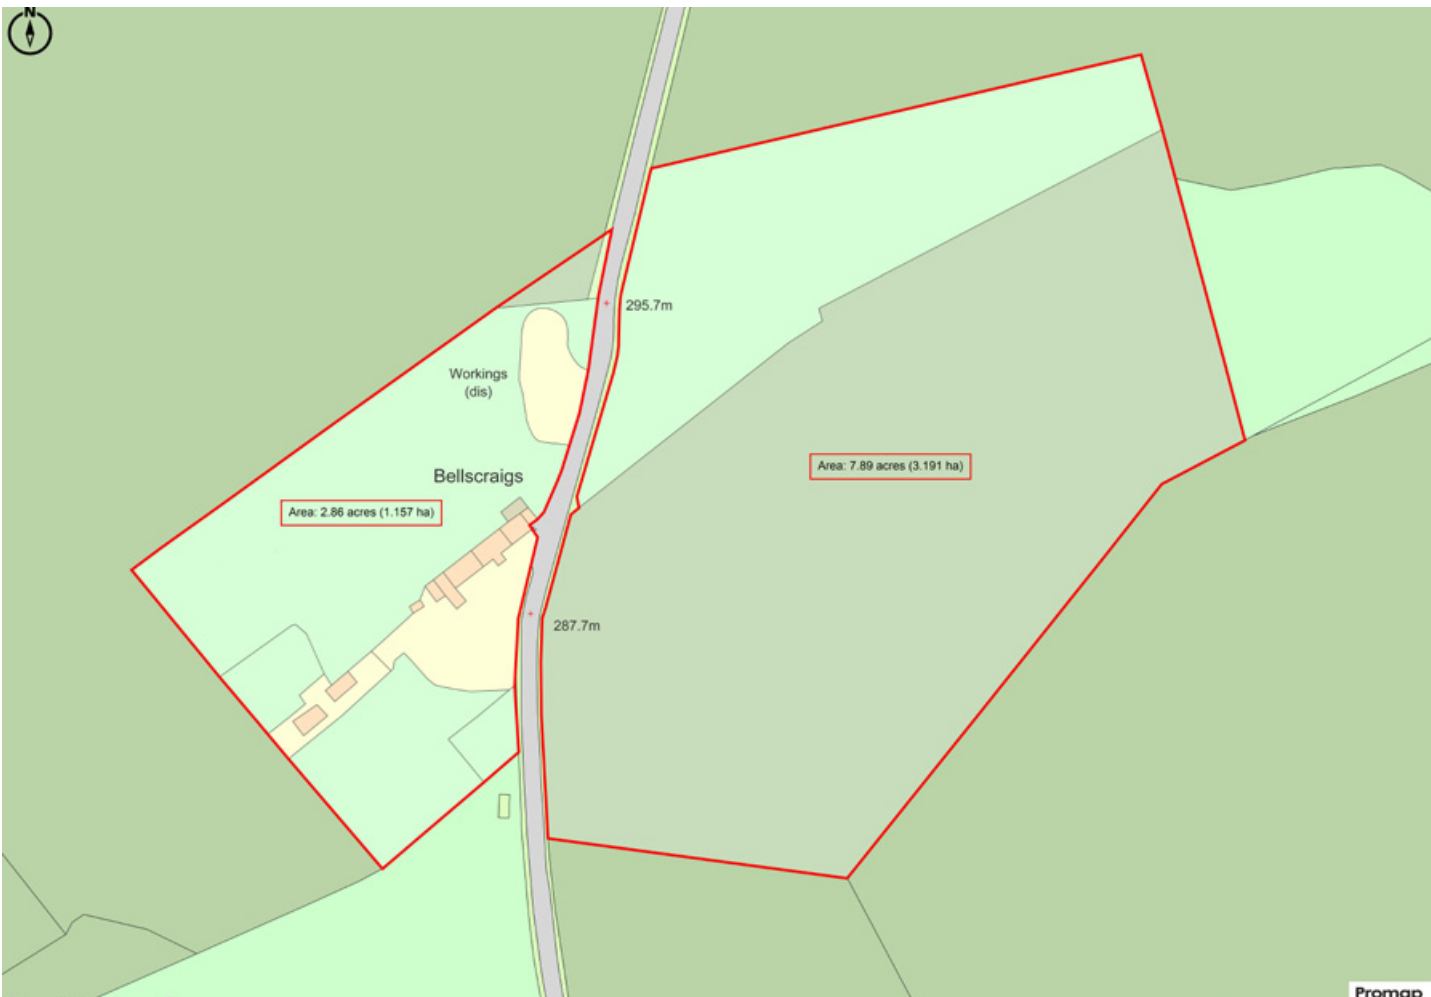 N
295.7m
Workings
(dis)
Bellscraigs
Area: 7.89 acres (3.191 ha)
Area: 2.86 acres (1.157 ha)
287.7m
Promap